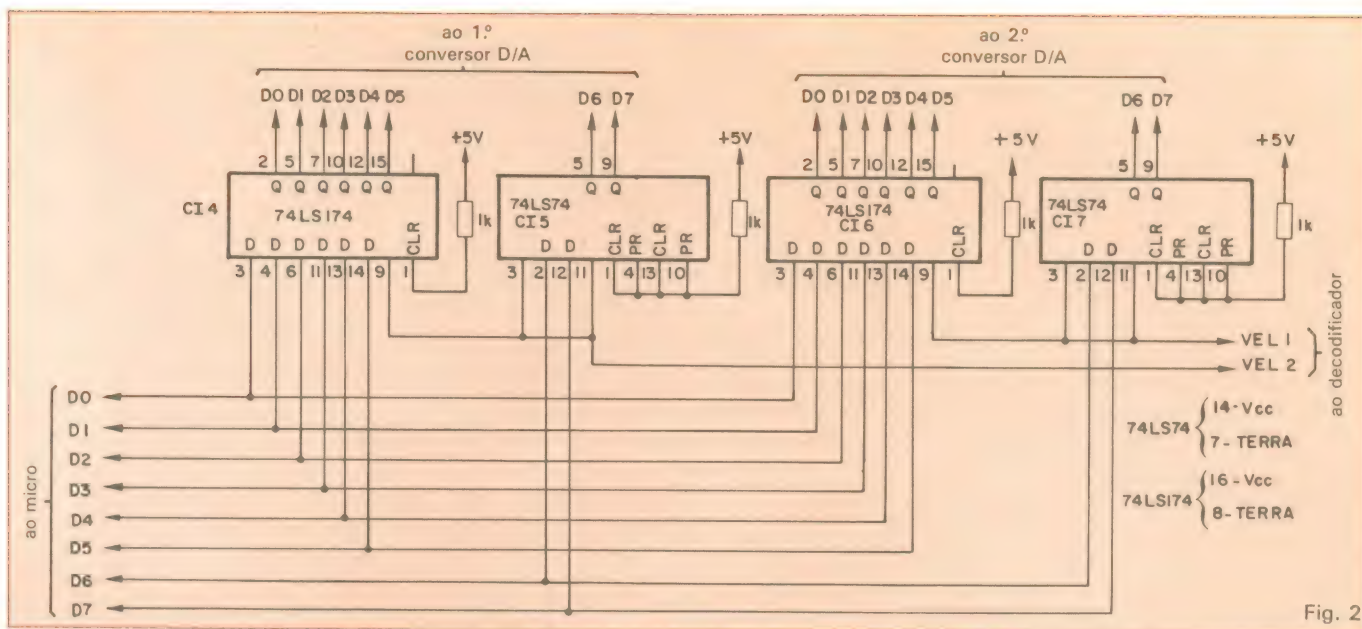 ao 1.º
conversor D/A
ao 2.º
conversor D/A
D0 D1 D2 D3 D4 D5
D6 D7
D0 D1 D2 D3 D4 D5
D6 D7
+5V
+5V
+5V
+5V
2 5 7 10 12 15
5 9
2 5 7 10 12 15
5 9
Q Q Q Q Q Q
Q Q
Q Q Q Q Q Q
Q Q
CI4
74LS174
CLR
1k
74LS74
CI5
CLR PR CLR PR
1k
74LS174
CI6
CLR
1k
74LS74
CI7
CLR PR CLR PR
1k
D D D D D D
D D
D D D D D D
D D
3 4 6 11 13 14 9 1
3 2 12 11 1 4 13 10
3 4 6 11 13 14 9 1
3 2 12 11 1 4 13 10
VEL 1
VEL 2
ao decodificador
ao micro
D0
D1
D2
D3
D4
D5
D6
D7
74LS74
14-Vcc
7-TERRA
74LS174
16-Vcc
8-TERRA
Fig. 2